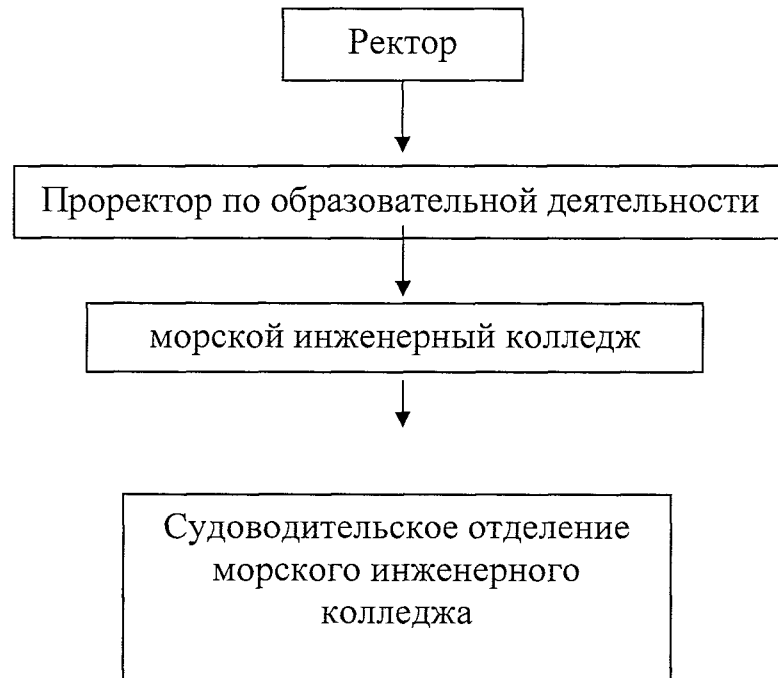 Ректор
Проректор по образовательной деятельности
морской инженерный колледж
Судоводительское отделение
морского инженерного
колледжа